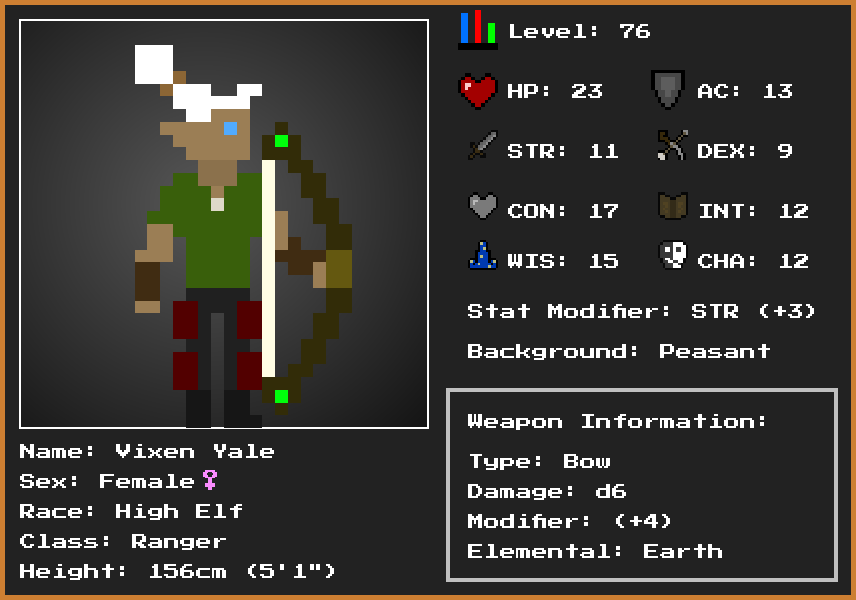 Level: 76
HP: 23
AC: 13
STR: 11
DEX: 9
CON: 17
INT: 12
WIS: 15
CHA: 12
Stat Modifier: STR (+3)
Background: Peasant
Weapon Information:
Type: Bow
Damage: d6
Modifier: (+4)
Elemental: Earth
Name: Vixen Yale
Sex: Female♀
Race: High Elf
Class: Ranger
Height: 156cm (5'1")